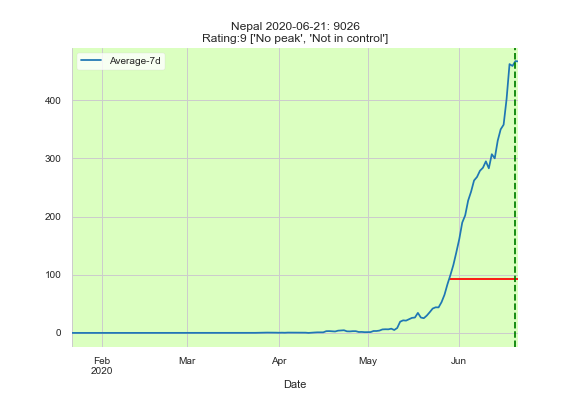 Nepal 2020-06-21: 9026
Rating:9 ['No peak', 'Not in control']
Average-7d
400
300
200
100
0
Feb
2020
Mar
Apr
May
Jun
Date